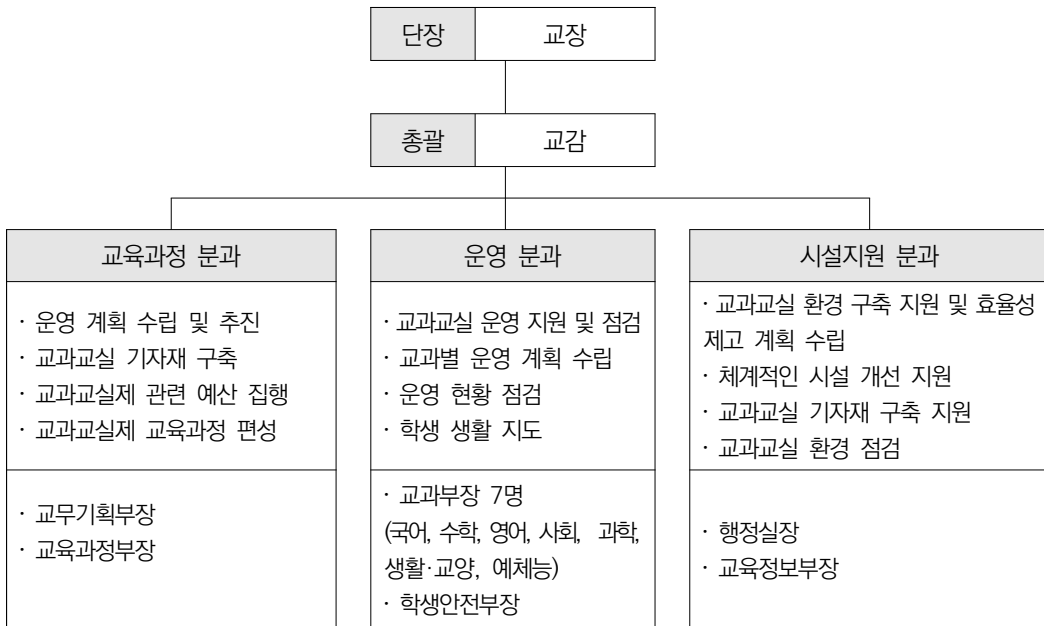 단장 교장
총괄 교감
교육과정 분과
· 운영 계획 수립 및 추진
· 교과교실 기자재 구축
· 교과교실제 관련 예산 집행
· 교과교실제 교육과정 편성
· 교무기획부장
· 교육과정부장
운영 분과
· 교과교실 운영 지원 및 점검
· 교과별 운영 계획 수립
· 운영 현황 점검
· 학생 생활 지도
· 교과부장 7명
(국어, 수학, 영어, 사회, 과학,
생활·교양, 예체능)
· 학생안전부장
시설지원 분과
· 교과교실 환경 구축 지원 및 효율성
제고 계획 수립
· 체계적인 시설 개선 지원
· 교과교실 기자재 구축 지원
· 교과교실 환경 점검
· 행정실장
· 교육정보부장